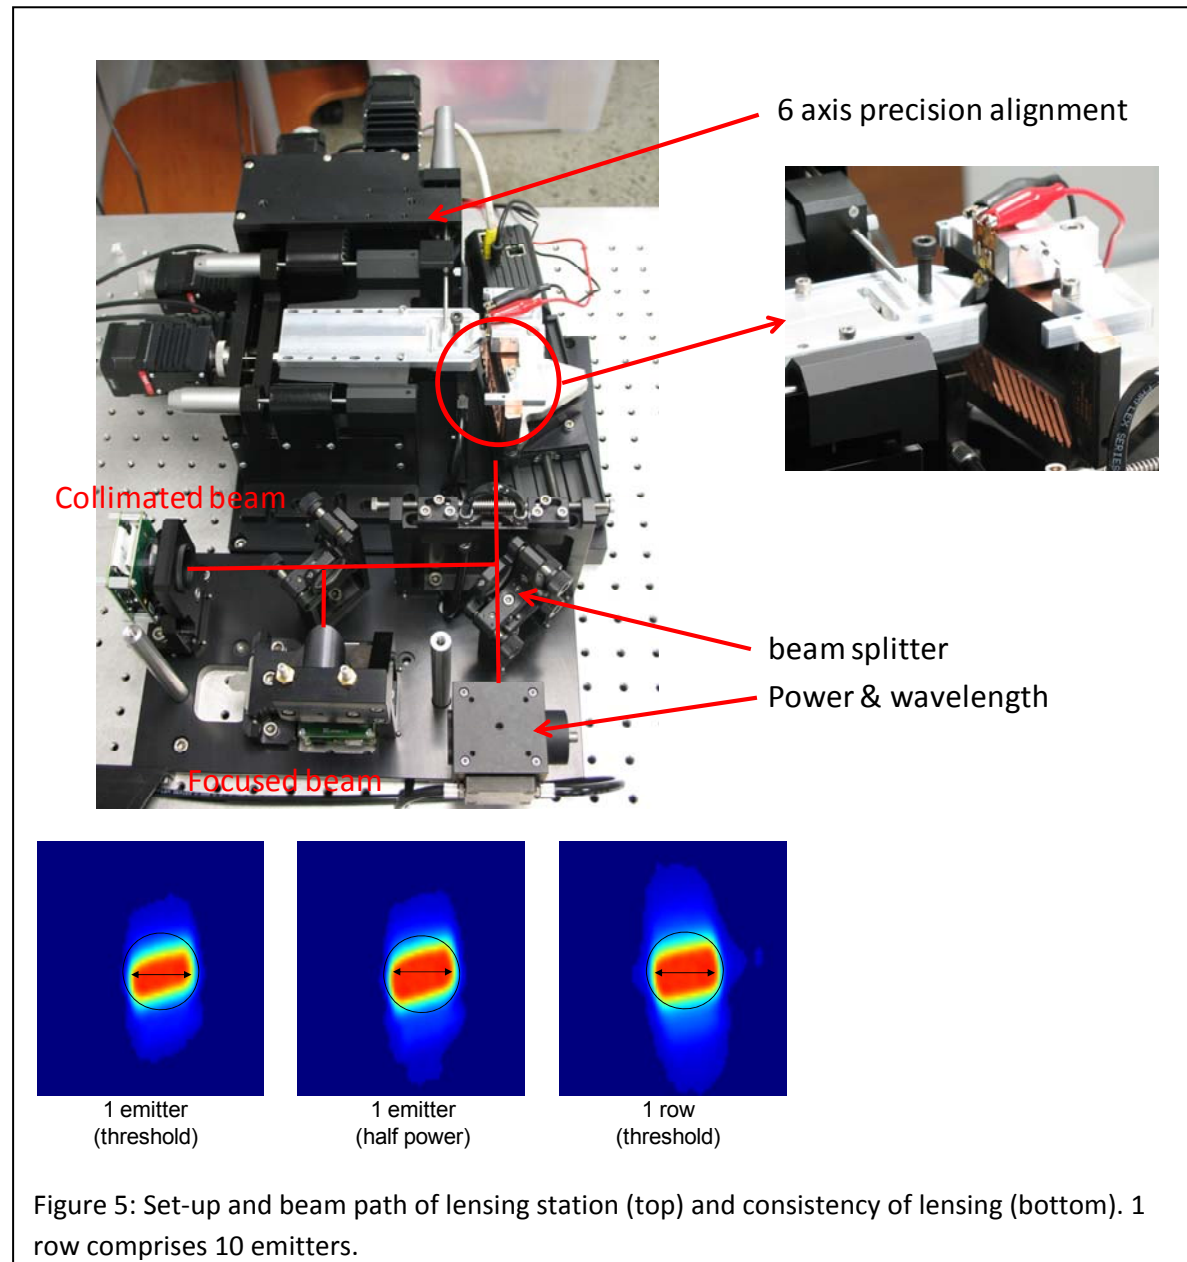 6 axis precision alignment
Collimated beam
beam splitter
Power & wavelength
Focused beam
1 emitter
(threshold)
1 emitter
(half power)
1 row
(threshold)
Figure 5: Set-up and beam path of lensing station (top) and consistency of lensing (bottom). 1
row comprises 10 emitters.